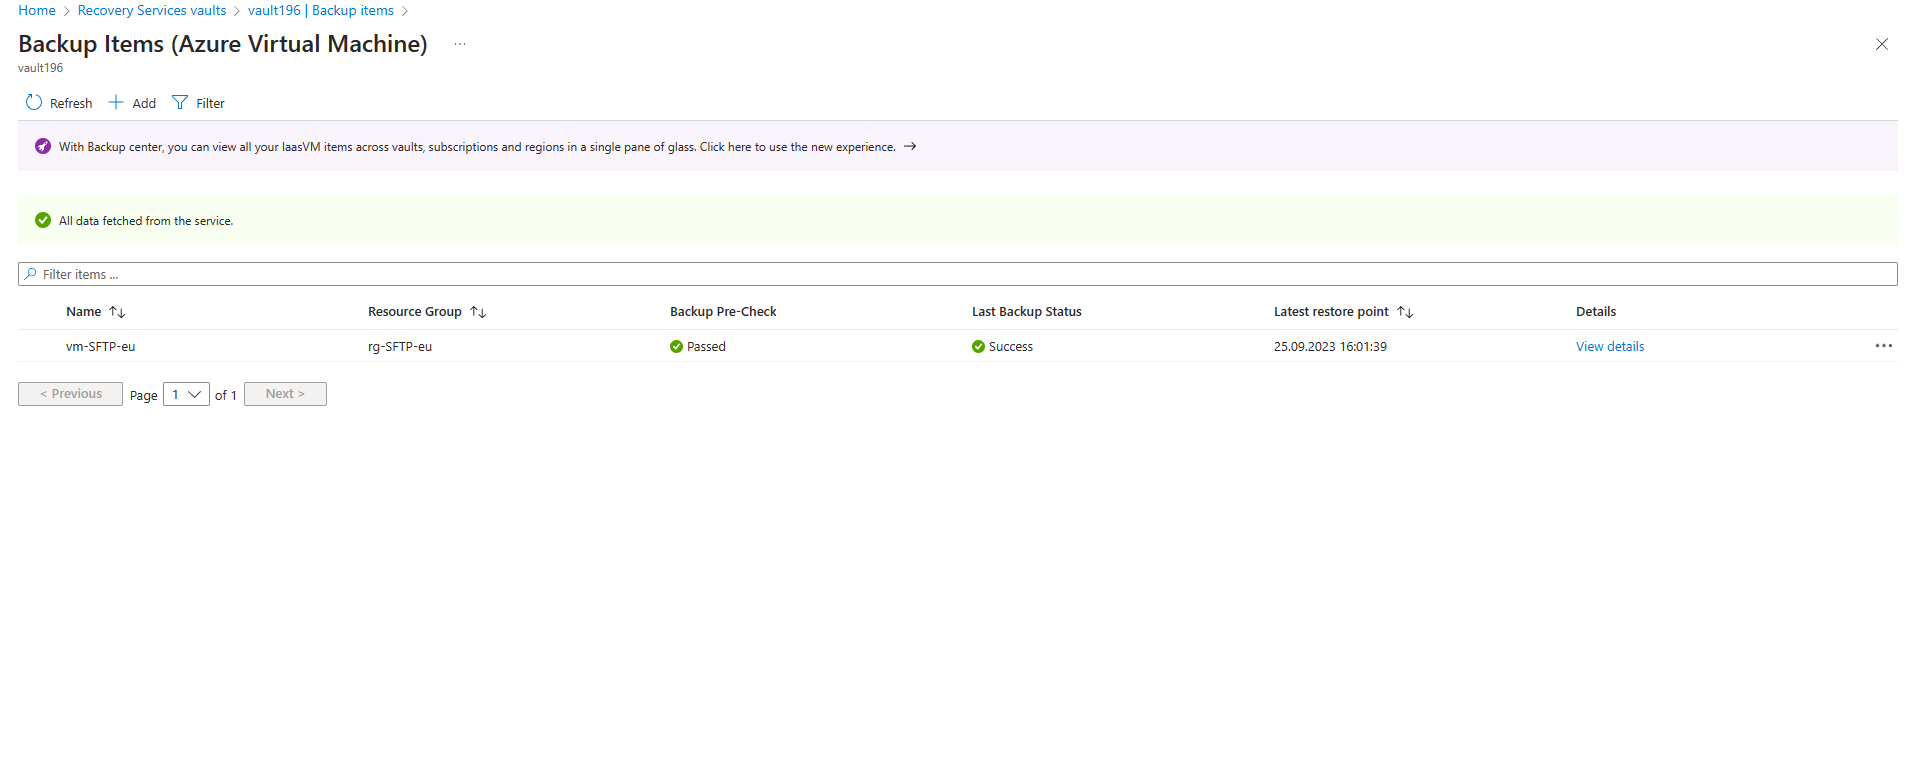 Home > Recovery Services vaults > vault196 | Backup items >
Backup Items (Azure Virtual Machine) ...
vault196
Refresh + Add Filter
With Backup center, you can view all your IaasVM items across vaults, subscriptions and regions in a single pane of glass. Click here to use the new experience. →
All data fetched from the service.
Filter items ...
Name ↑↓ Resource Group ↑↓ Backup Pre-Check Last Backup Status Latest restore point ↑↓ Details
vm-SFTP-eu rg-SFTP-eu Passed Success 25.09.2023 16:01:39 View details ...
< Previous Page 1 of 1 Next >